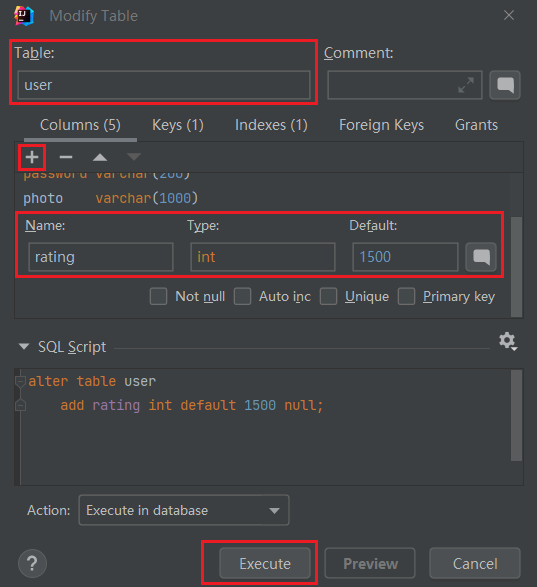 Modify Table
Table: Comment:
user
Columns (5) Keys (1) Indexes (1) Foreign Keys Grants
password varchar(200)
photo varchar(1000)
Name: Type: Default:
rating int 1500
Not null Auto inc Unique Primary key
SQL Script
alter table user
add rating int default 1500 null;
Action: Execute in database
? Execute Preview Cancel